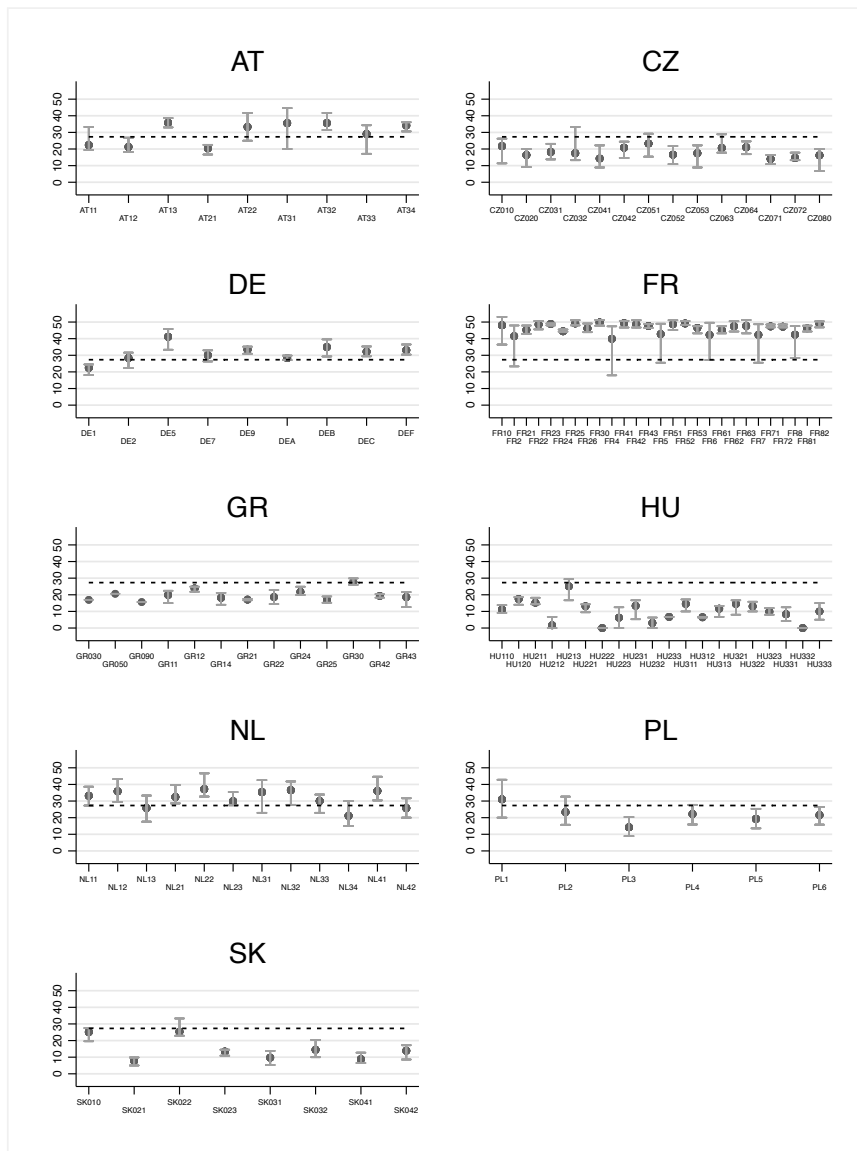 AT
0 10 20 30 40 50
AT11 AT13 AT22 AT32 AT34
AT12 AT21 AT31 AT33
CZ
0 10 20 30 40 50
CZ010 CZ031 CZ041 CZ051 CZ053 CZ064 CZ072
CZ020 CZ032 CZ042 CZ052 CZ063 CZ071 CZ080
DE
0 10 20 30 40 50
DE1 DE5 DE9 DEB DEF
DE2 DE7 DEA DEC
FR
0 10 20 30 40 50
FR10 FR21 FR23 FR25 FR30 FR41 FR43 FR51 FR53 FR61 FR63 FR71 FR8 FR82
FR2 FR22 FR24 FR26 FR4 FR42 FR5 FR52 FR6 FR62 FR7 FR72 FR81
GR
0 10 20 30 40 50
GR030 GR090 GR12 GR21 GR24 GR30 GR43
GR050 GR11 GR14 GR22 GR25 GR42
HU
0 10 20 30 40 50
HU110 HU211 HU213 HU222 HU231 HU233 HU312 HU321 HU323 HU332
HU120 HU212 HU221 HU223 HU232 HU311 HU313 HU322 HU331 HU333
NL
0 10 20 30 40 50
NL11 NL13 NL22 NL31 NL33 NL41
NL12 NL21 NL23 NL32 NL34 NL42
PL
0 10 20 30 40 50
PL1 PL3 PL5
PL2 PL4 PL6
SK
0 10 20 30 40 50
SK010 SK022 SK031 SK041
SK021 SK023 SK032 SK042